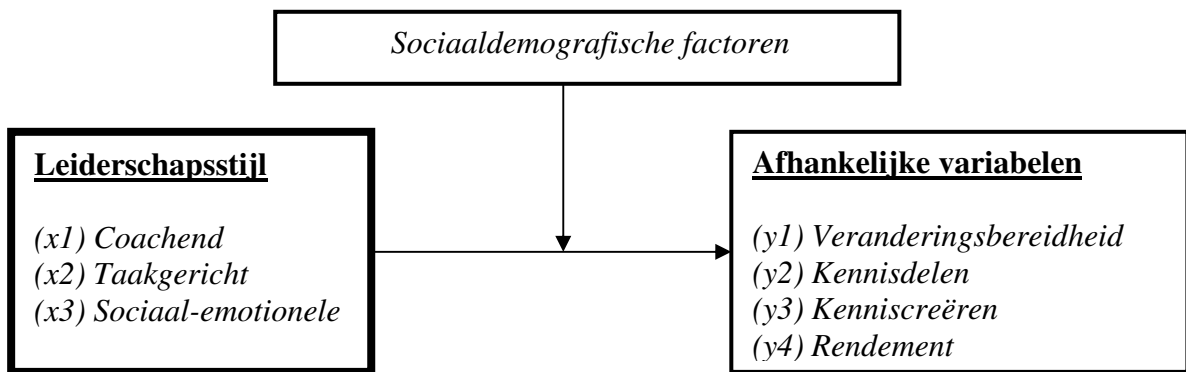 Sociaaldemografische factoren
Leiderschapsstijl
(x1) Coachend
(x2) Taakgericht
(x3) Sociaal-emotionele
Afhankelijke variabelen
(y1) Veranderingsbereidheid
(y2) Kennisdelen
(y3) Kenniscreëren
(y4) Rendement